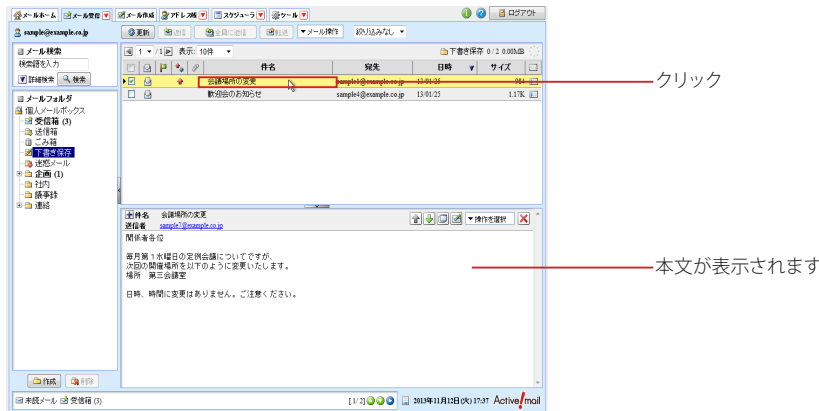 メールホーム メール受信 メール作成 アドレス帳 スケジューラ ツール ログアウト
sample@example.co.jp 更新 返信 全員に返信 転送 メール操作 絞り込みなし
メール検索
検索語を入力
詳細検索 検索
メールフォルダ
個人メールボックス
受信箱 (3)
送信箱
ごみ箱
下書き保存
迷惑メール
企画 (1)
社内
議事録
連絡
作成 削除
1 /1 表示: 10件 下書き保存 0 / 2 0.00MB
件名 宛先 日時 サイズ
会議場所の変更 sample1@example.co.jp 13/01/25 984
歓迎会のお知らせ sample4@example.co.jp 13/01/25 1.17K
クリック
件名 会議場所の変更
送信者 sample7@example.co.jp
操作を選択
関係者各位
毎月第1水曜日の定例会議についてですが、
次回の開催場所を以下のように変更いたします。
場所 第三会議室
日時、時間に変更はありません。ご注意ください。
本文が表示されます
未読メール 受信箱 (3) [1/2] 2013年11月12日(火) 17:37 Active! mail